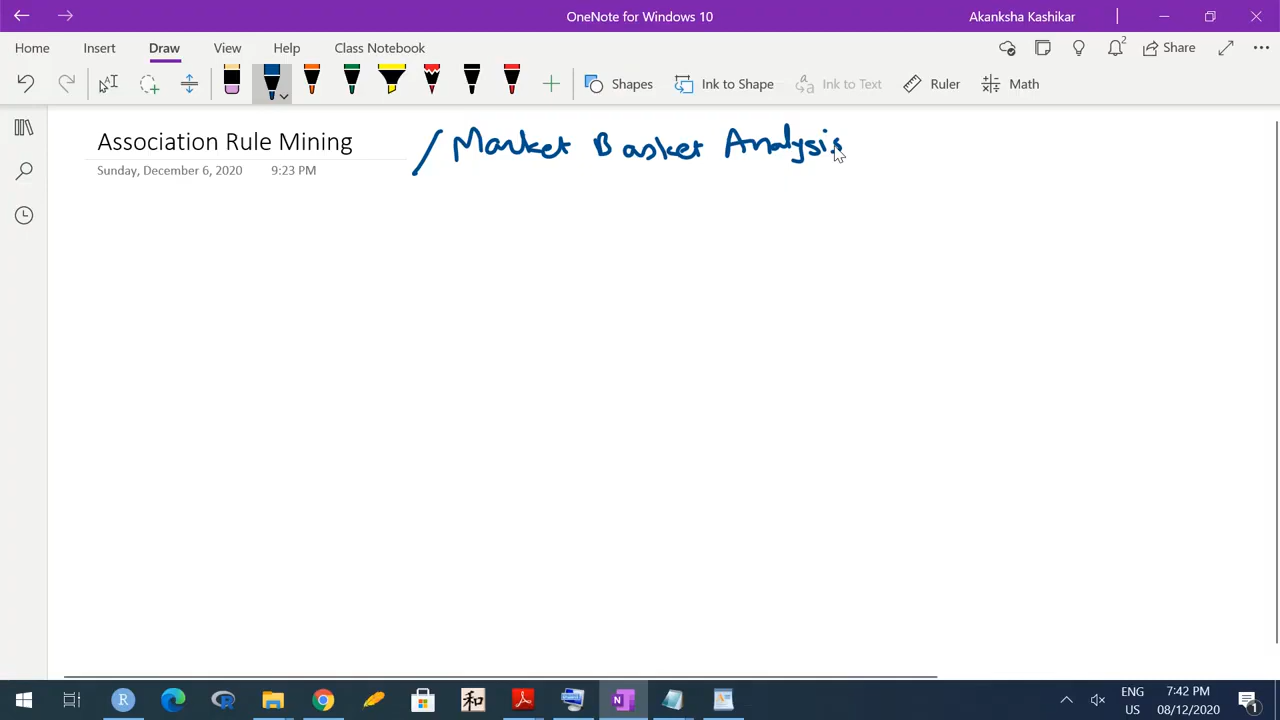 OneNote for Windows 10
Akanksha Kashikar
Home Insert Draw View Help Class Notebook
2 Share
Shapes Ink to Shape Ink to Text Ruler Math
Association Rule Mining / Market Basket Analysis
Sunday, December 6, 2020 9:23 PM
ENG 7:42 PM
US 08/12/2020 1